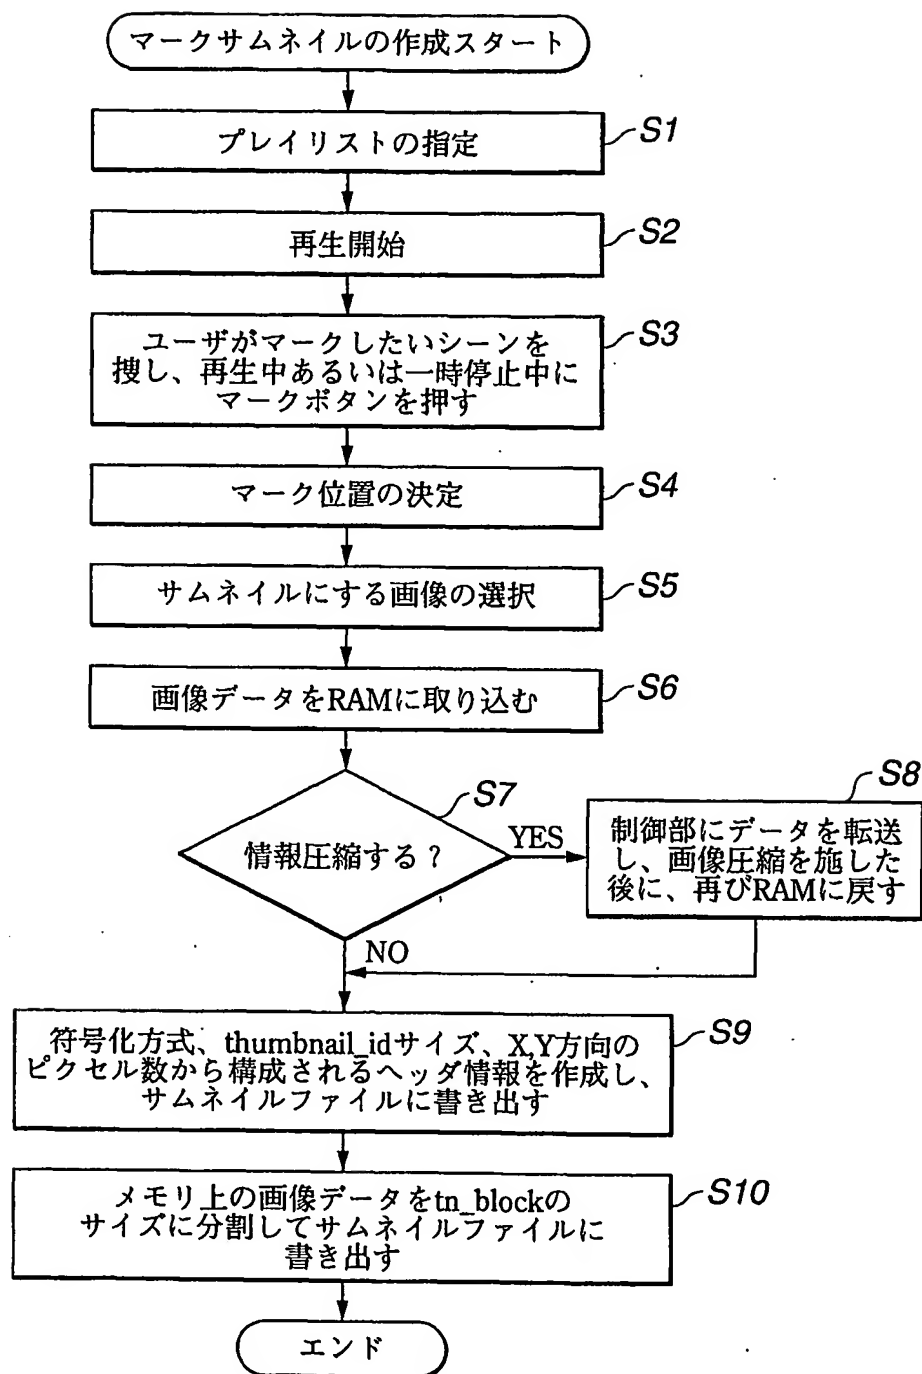 マークサムネイルの作成スタート
プレイリストの指定
S1
再生開始
S2
ユーザがマークしたいシーンを
捜し、再生中あるいは一時停止中に
マークボタンを押す
S3
マーク位置の決定
S4
サムネイルにする画像の選択
S5
画像データをRAMに取り込む
S6
情報圧縮する?
S7
YES
制御部にデータを転送
し、画像圧縮を施した
後に、再びRAMに戻す
S8
NO
符号化方式、thumbnail_idサイズ、X,Y方向の
ピクセル数から構成されるヘッダ情報を作成し、
サムネイルファイルに書き出す
S9
メモリ上の画像データをtn_blockの
サイズに分割してサムネイルファイルに
書き出す
S10
エンド